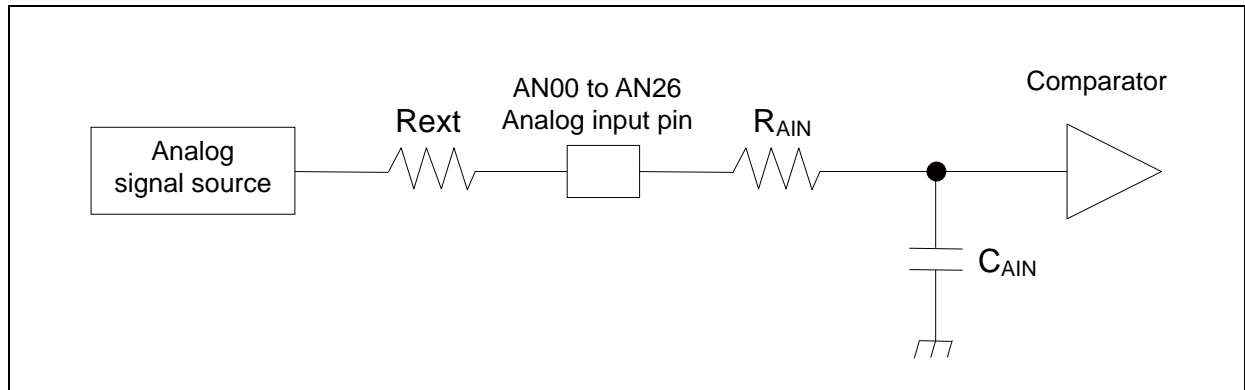 AN00 to AN26
Analog input pin
Comparator
Rext
RAIN
Analog
signal source
CAIN